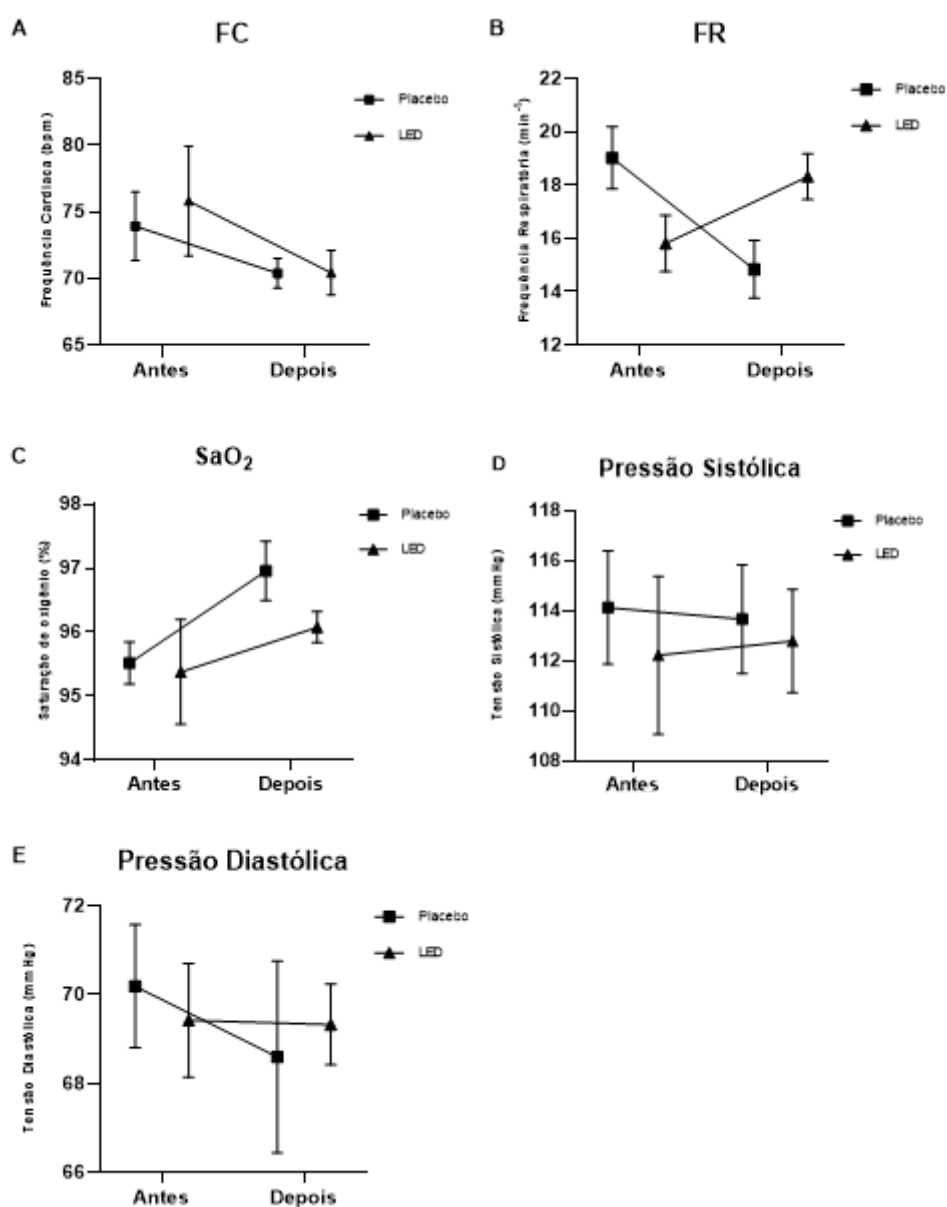 A
FC
Frequência Cardíaca (bpm)
85
80
75
70
65
Antes
Depois
Placebo
LED
B
FR
Frequência Respiratória (min⁻¹)
22
20
18
16
14
12
Antes
Depois
Placebo
LED
C
SaO₂
Saturação de oxigênio (%)
98
97
96
95
94
Antes
Depois
Placebo
LED
D
Pressão Sistólica
Tensão Sistólica (mmHg)
116
114
112
110
108
Antes
Depois
Placebo
LED
E
Pressão Diastólica
Tensão Diastólica (mmHg)
72
70
68
66
Antes
Depois
Placebo
LED